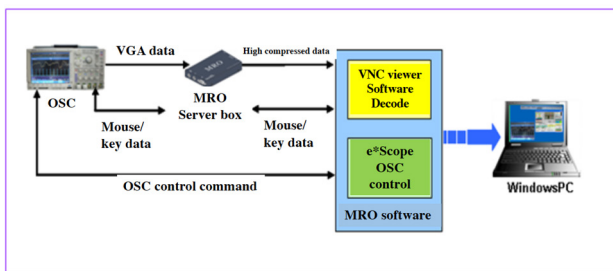 VGA data
High compressed data
MRO
OSC
MRO
Server box
Mouse/
key data
Mouse/
key data
OSC control command
VNC viewer
Software
Decode
e*Scope
OSC
control
MRO software
WindowsPC